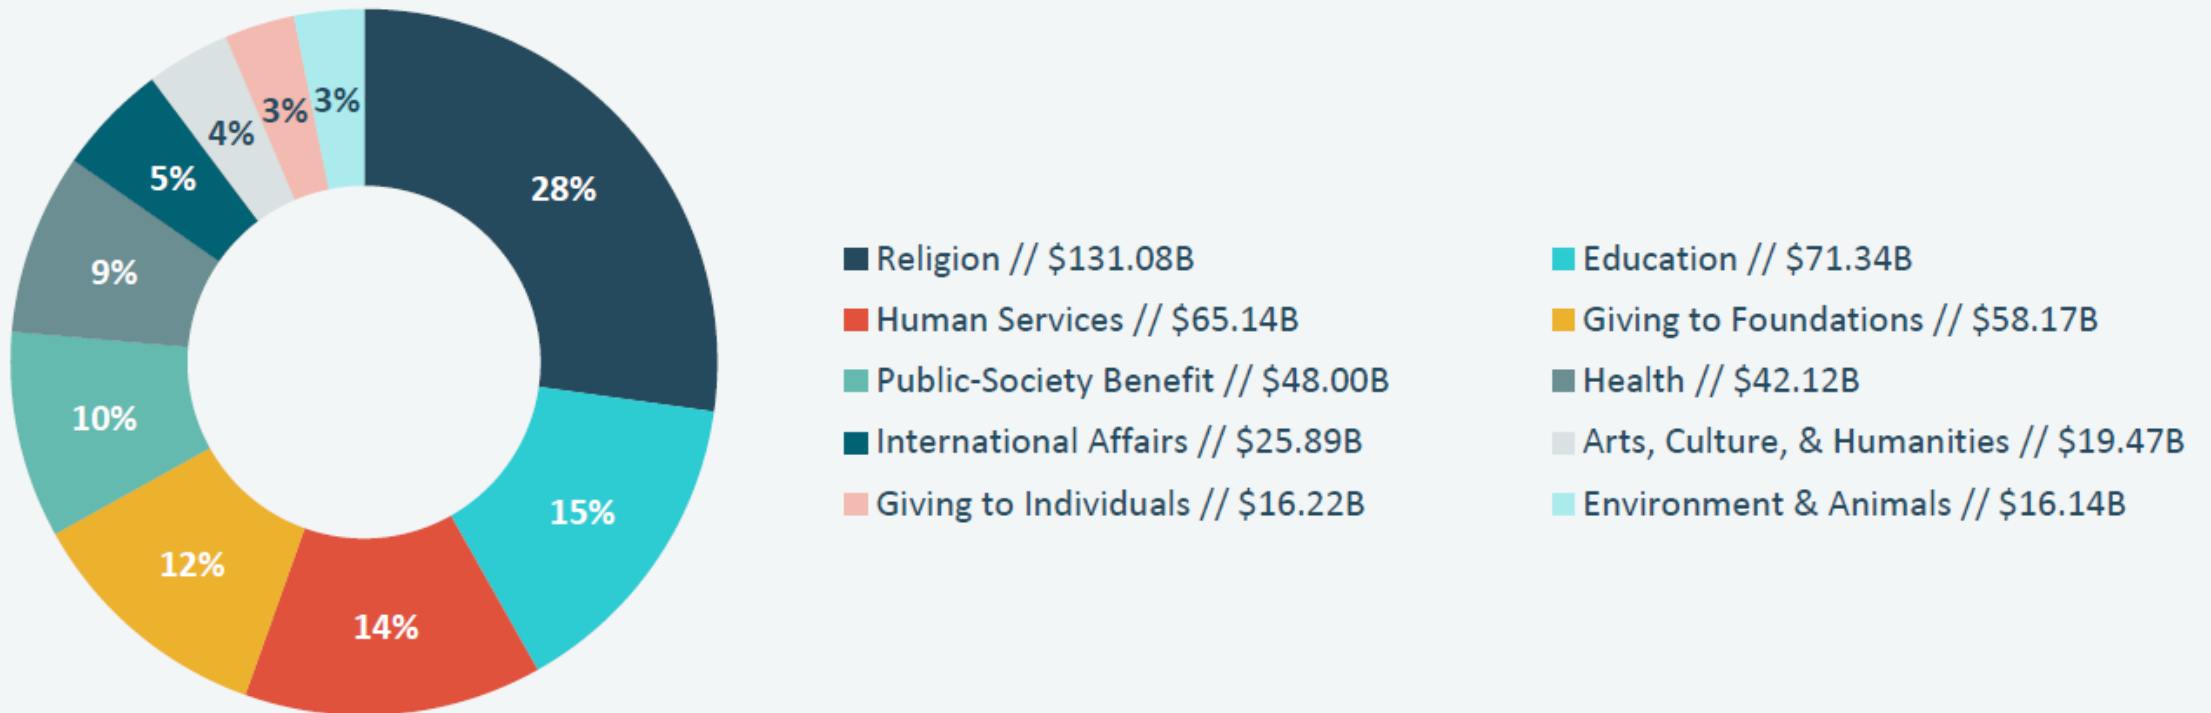 3% 3%
4%
5%
28%
9%
10%
15%
12%
14%
Religion // $131.08B
Education // $71.34B
Human Services // $65.14B
Giving to Foundations // $58.17B
Public-Society Benefit // $48.00B
Health // $42.12B
International Affairs // $25.89B
Arts, Culture, & Humanities // $19.47B
Giving to Individuals // $16.22B
Environment & Animals // $16.14B